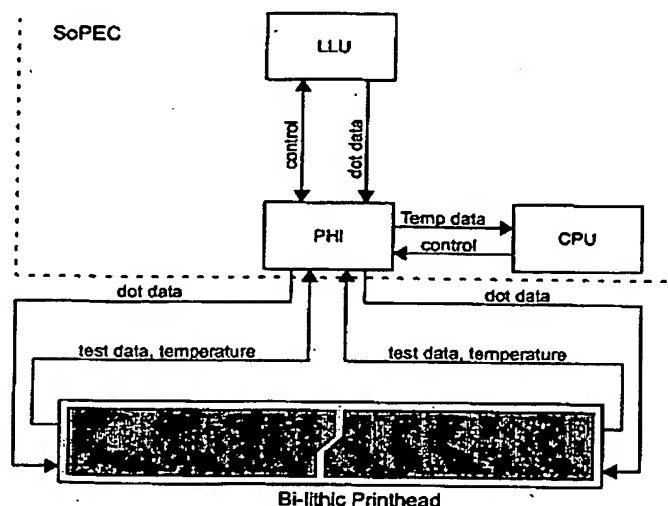 SoPEC
LLU
control
dot data
PHI
Temp data
control
CPU
dot data
dot data
test data, temperature
test data, temperature
Bi-lithic Printhead